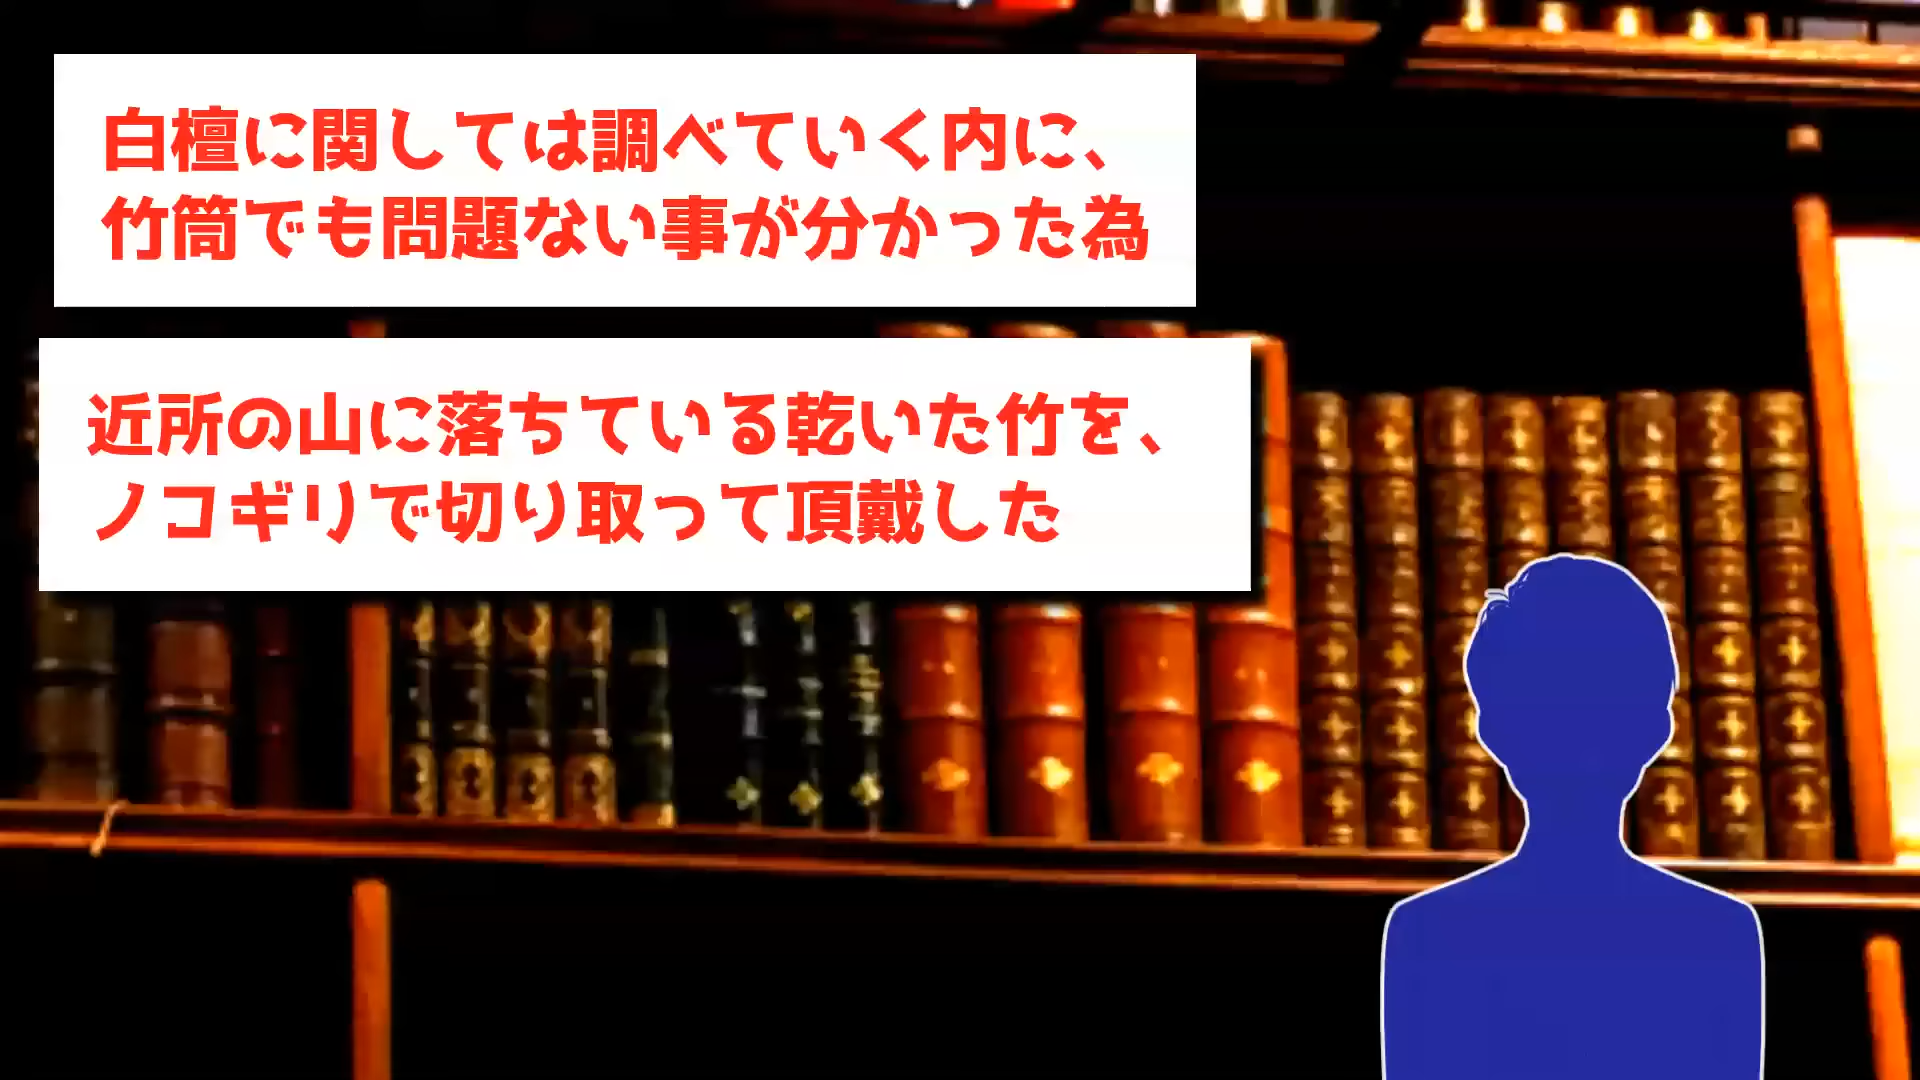 白檀に関しては調べていく内に、
竹筒でも問題ない事が分かった為
近所の山に落ちている乾いた竹を、
ノコギリで切り取って頂戴した